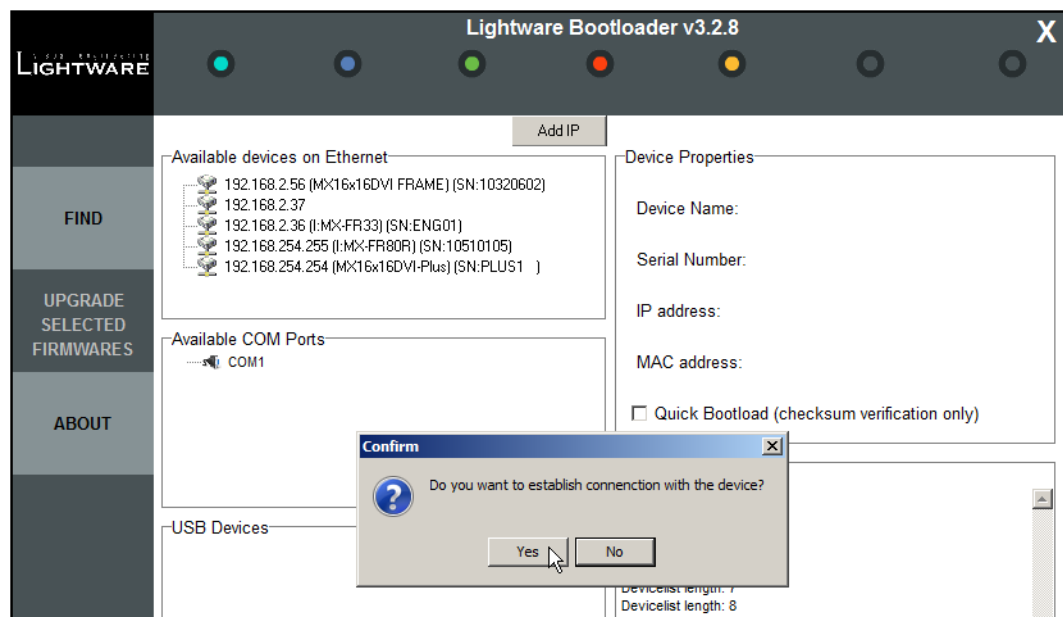 Lightware Bootloader v3.2.8
X
LIGHTWARE
Add IP
Available devices on Ethernet
192.168.2.56 (MX16x16DVI FRAME) (SN:10320602)
192.168.2.37
192.168.2.36 (I:MX-FR33) (SN:ENG01)
192.168.254.255 (I:MX-FR80R) (SN:10510105)
192.168.254.254 (MX16x16DVI-Plus) (SN:PLUS1   )
Device Properties
Device Name:
Serial Number:
IP address:
MAC address:
Quick Bootload (checksum verification only)
FIND
UPGRADE
SELECTED
FIRMWARES
ABOUT
Available COM Ports
COM1
Confirm
Do you want to establish connenction with the device?
Yes
No
USB Devices
Devicelist length: 7
Devicelist length: 8